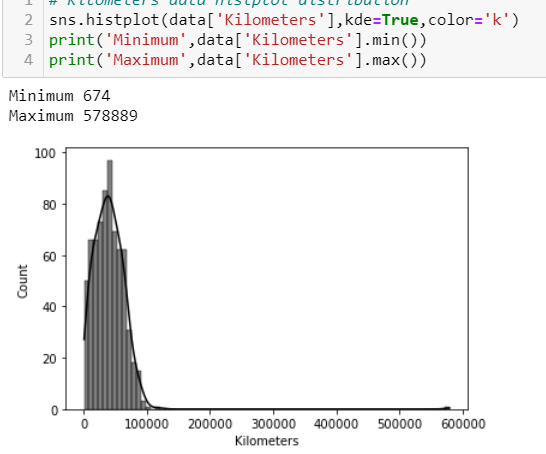 1 # Kilometers data histplot distribution
2 sns.histplot(data['Kilometers'],kde=True,color='k')
3 print('Minimum',data['Kilometers'].min())
4 print('Maximum',data['Kilometers'].max())
Minimum 674
Maximum 578889
100
80
60
40
20
0
Count
0 100000 200000 300000 400000 500000 600000
Kilometers